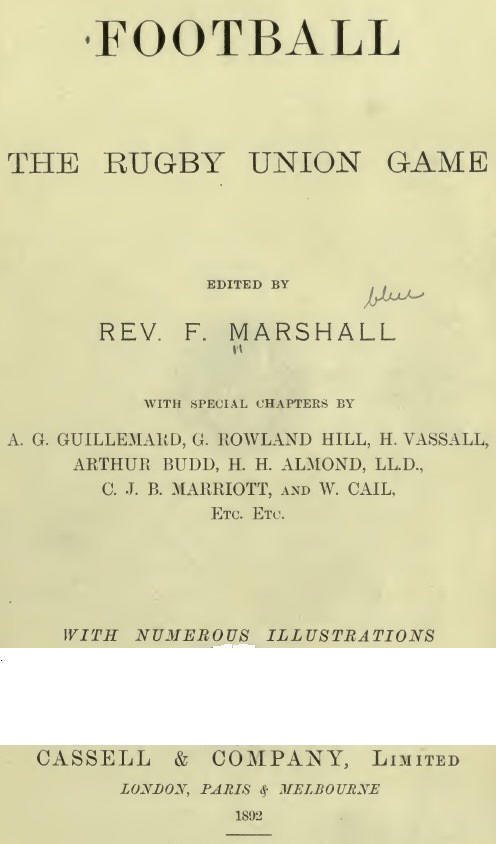 FOOTBALL
THE RUGBY UNION GAME
EDITED BY
blue
REV. F. MARSHALL
WITH SPECIAL CHAPTERS BY
A. G. GUILLEMARD, G. ROWLAND HILL, H. VASSALL,
ARTHUR BUDD, H. H. ALMOND, LL.D.,
C. J. B. MARRIOTT, AND W. CAIL,
ETC. ETC.
WITH NUMEROUS ILLUSTRATIONS
CASSELL & COMPANY, LIMITED
LONDON, PARIS & MELBOURNE
1892